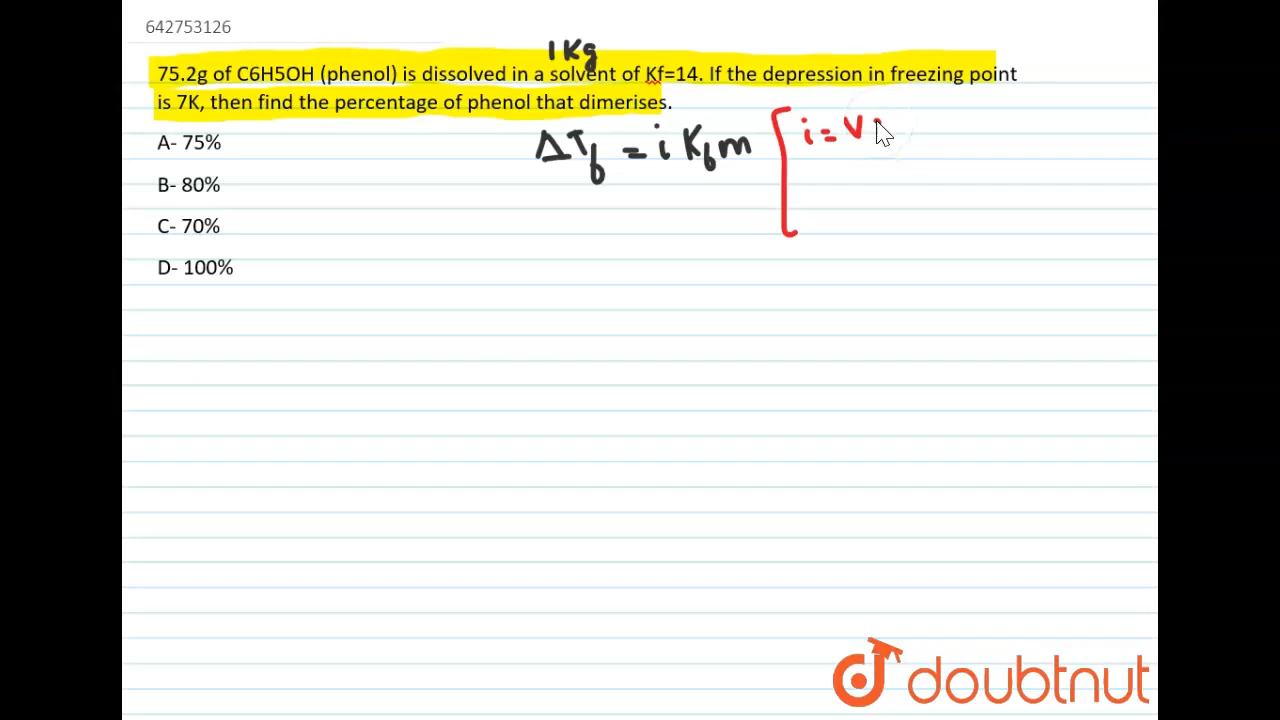 642753126
1 Kg
75.2g of C6H5OH (phenol) is dissolved in a solvent of Kf=14. If the depression in freezing point
is 7K, then find the percentage of phenol that dimerises.
A- 75%
ΔTf = i Kf m [ i = V
B- 80%
C- 70%
D- 100%
doubtnut